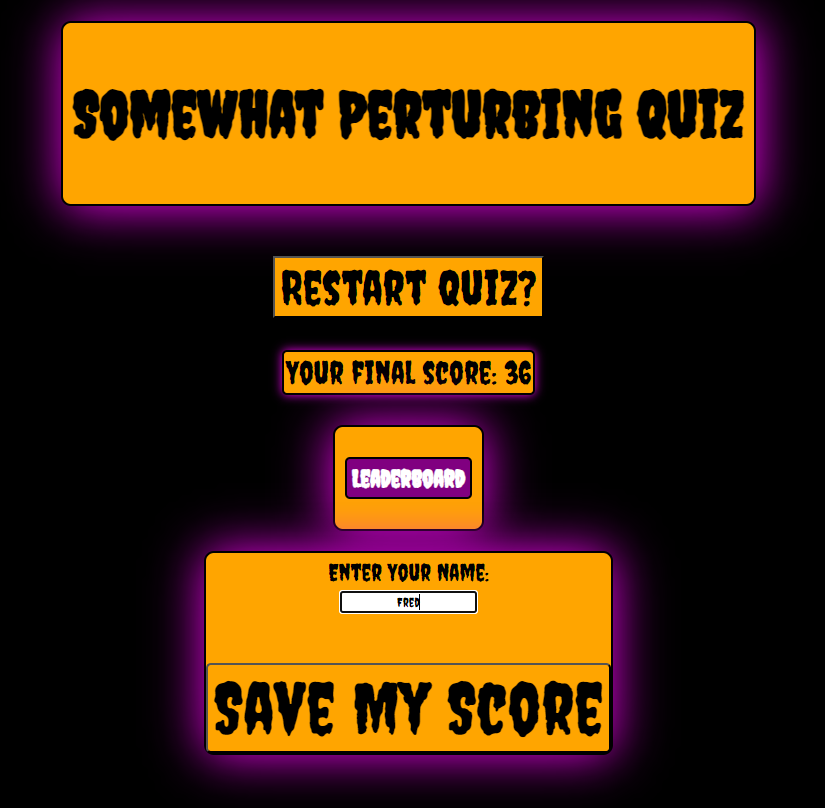 SOMEWHAT PERTURBING QUIZ
RESTART QUIZ?
YOUR FINAL SCORE: 36
LEADERBOARD
ENTER YOUR NAME:
FRED
SAVE MY SCORE